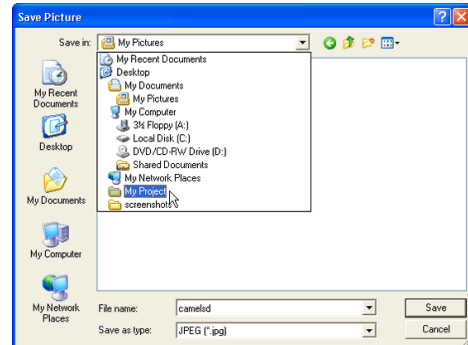 Save Picture
Save in:
My Pictures
My Recent Documents
Desktop
My Documents
My Pictures
My Computer
3½ Floppy (A:)
Local Disk (C:)
DVD/CD-RW Drive (D:)
Shared Documents
My Network Places
My Project
screenshots
My Recent
Documents
Desktop
My Documents
My Computer
My Network
Places
File name:
camelsd
Save
Save as type:
JPEG (*.jpg)
Cancel